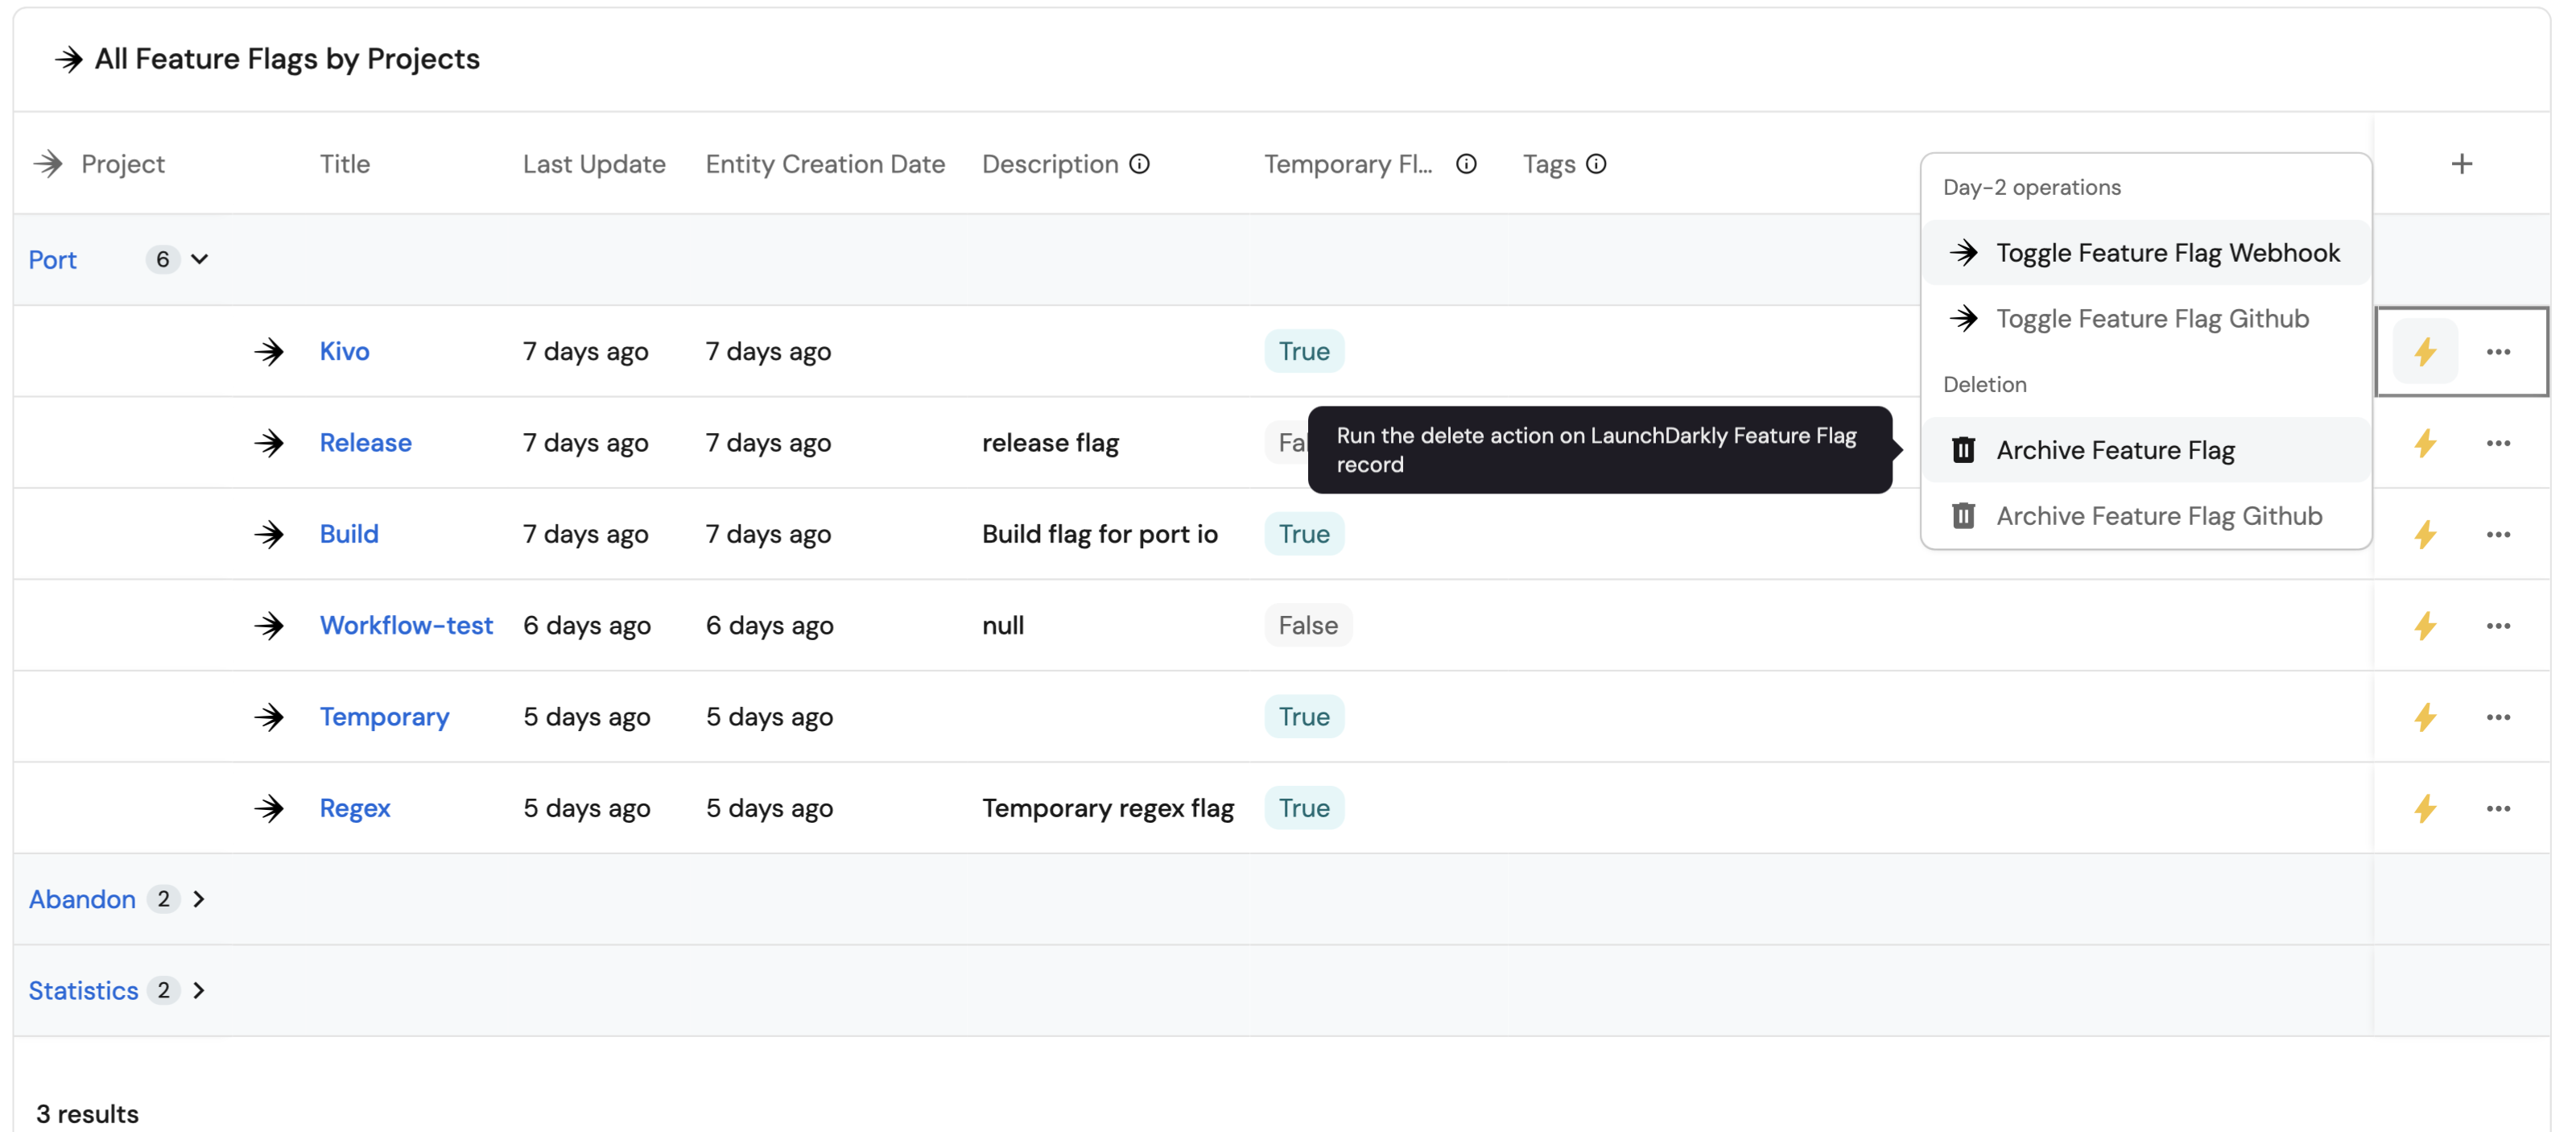 All Feature Flags by Projects
Project Title Last Update Entity Creation Date Description Temporary Fl... Tags
Day-2 operations
Toggle Feature Flag Webhook
Toggle Feature Flag Github
Deletion
Archive Feature Flag
Archive Feature Flag Github
Port 6
Kivo 7 days ago 7 days ago True
Release 7 days ago 7 days ago release flag Fal
Run the delete action on LaunchDarkly Feature Flag
record
Build 7 days ago 7 days ago Build flag for port io True
Workflow-test 6 days ago 6 days ago null False
Temporary 5 days ago 5 days ago True
Regex 5 days ago 5 days ago Temporary regex flag True
Abandon 2
Statistics 2
3 results